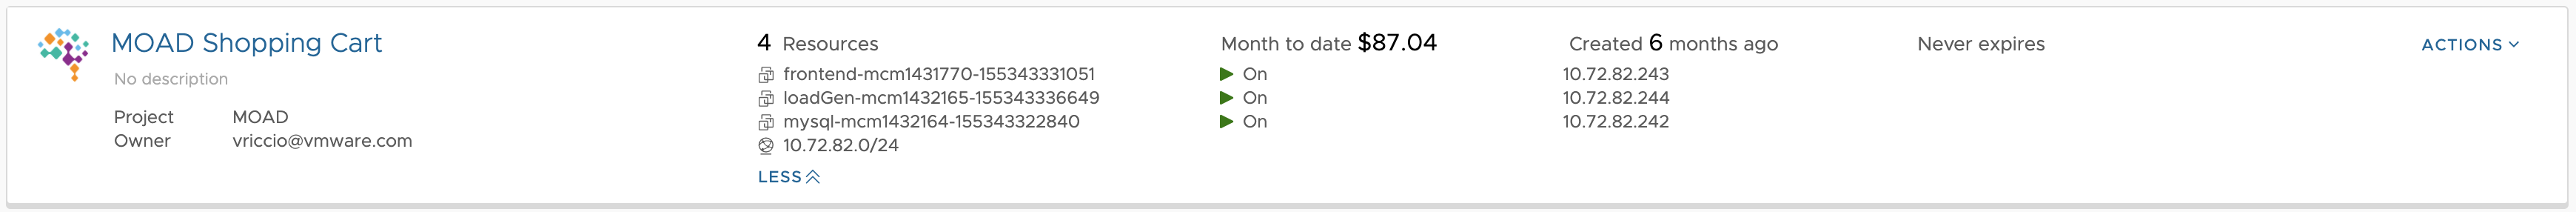 MOAD Shopping Cart
No description
Project MOAD
Owner vriccio@vmware.com
4 Resources
frontend-mcm1431770-155343331051
loadGen-mcm1432165-155343336649
mysql-mcm1432164-155343322840
10.72.82.0/24
LESS
Month to date $87.04
On
On
On
Created 6 months ago
10.72.82.243
10.72.82.244
10.72.82.242
Never expires
ACTIONS